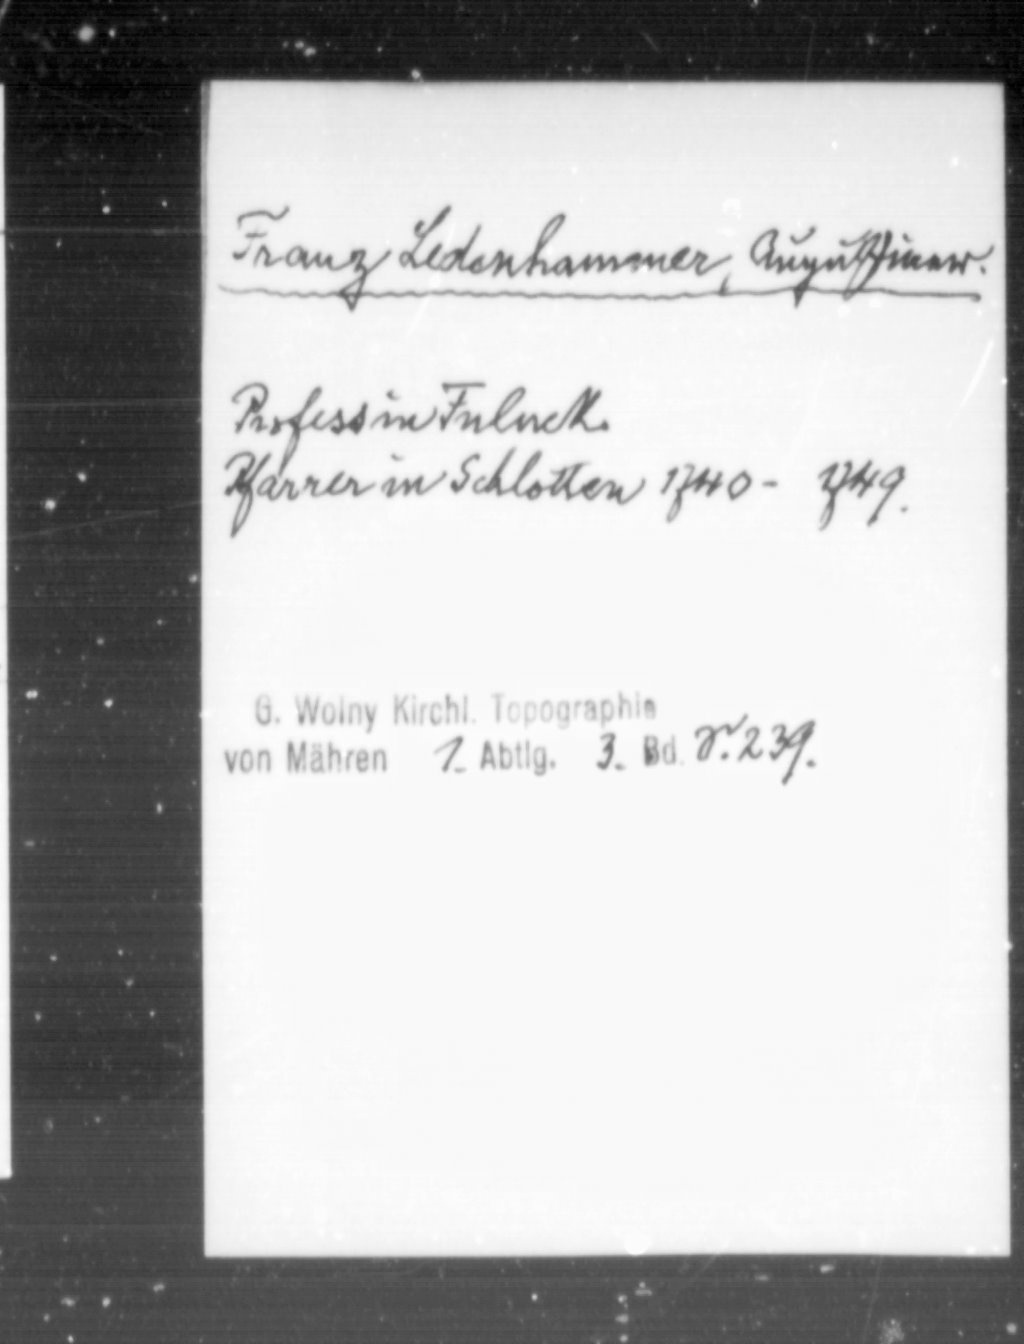 Franz Ledenhammer, Augustiner.
Profess in Fulnek.
Pfarrer in Schlotten 1740 - 1749.
G. Wolny Kirchl. Topographie
von Mähren 1. Abtlg. 3. Bd. S. 239.